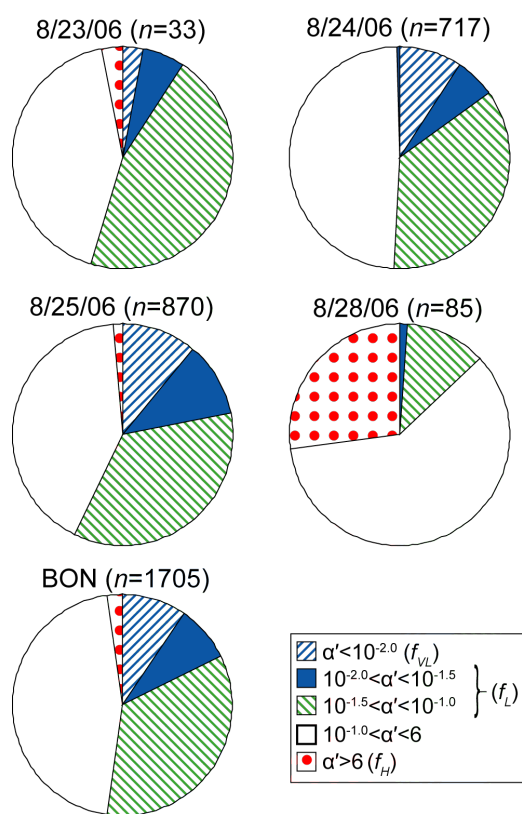 8/23/06 (n=33)
8/24/06 (n=717)
8/25/06 (n=870)
8/28/06 (n=85)
BON (n=1705)
α′<10⁻²·⁰ (f_VL)
10⁻²·⁰<α′<10⁻¹·⁵
10⁻¹·⁵<α′<10⁻¹·⁰
} (f_L)
10⁻¹·⁰<α′<6
α′>6 (f_H)